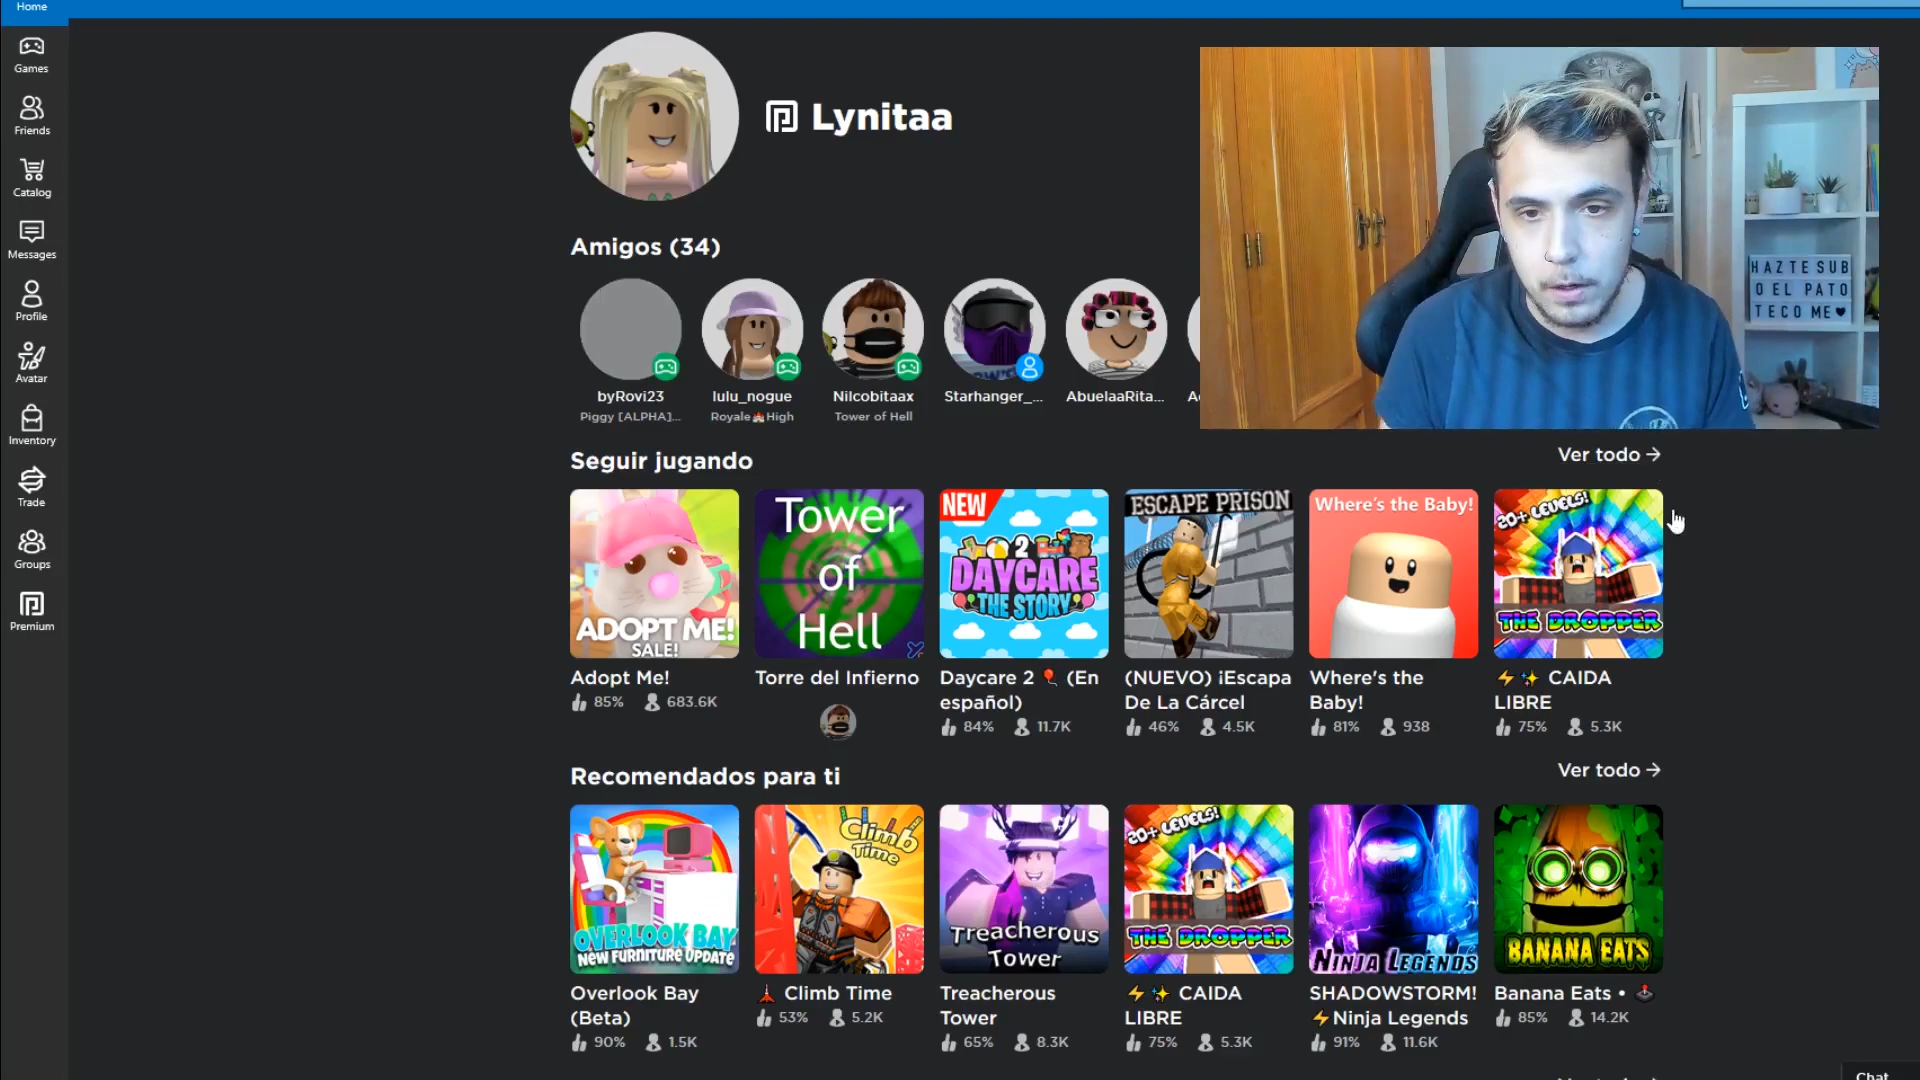 Home
Games
Friends
Catalog
Messages
Profile
Avatar
Inventory
Trade
Groups
Premium
Lynitaa
Amigos (34)
byRovi23
Piggy [ALPHA]...
lulu_nogue
Royale🏰High
Nilcobitaax
Tower of Hell
Starhanger_...
AbuelaaRita...
HAZTE SUB
O EL PATO
TECO ME ♥
Seguir jugando
Ver todo →
ADOPT ME!
SALE!
Tower
of
Hell
NEW
2
DAYCARE
THE STORY
ESCAPE PRISON
Where's the Baby!
20+ LEVELS!
THE DROPPER
Adopt Me!
85% 683.6K
Torre del Infierno
Daycare 2 🎈 (En
español)
84% 11.7K
(NUEVO) ¡Escapa
De La Cárcel
46% 4.5K
Where's the
Baby!
81% 938
⚡✨ CAIDA
LIBRE
75% 5.3K
Recomendados para ti
Ver todo →
OVERLOOK BAY
NEW FURNITURE UPDATE
Climb
Time
Treacherous
Tower
20+ LEVELS!
THE DROPPER
NINJA LEGENDS
BANANA EATS
Overlook Bay
(Beta)
90% 1.5K
🗼 Climb Time
53% 5.2K
Treacherous
Tower
65% 8.3K
⚡✨ CAIDA
LIBRE
75% 5.3K
SHADOWSTORM!
⚡Ninja Legends
91% 11.6K
Banana Eats • 🕹️
85% 14.2K
Chat